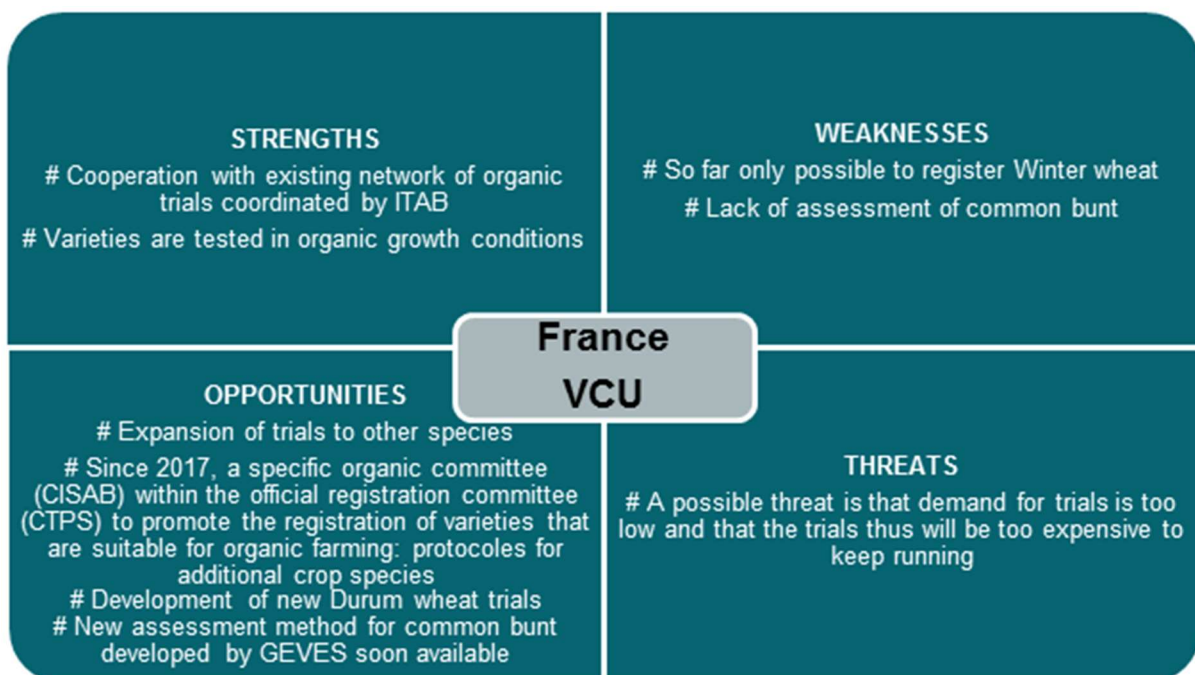 STRENGTHS
# Cooperation with existing network of organic
trials coordinated by ITAB
# Varieties are tested in organic growth conditions
WEAKNESSES
# So far only possible to register Winter wheat
# Lack of assessment of common bunt
France
VCU
OPPORTUNITIES
# Expansion of trials to other species
# Since 2017, a specific organic committee
(CISAB) within the official registration committee
(CTPS) to promote the registration of varieties that
are suitable for organic farming: protocoles for
additional crop species
# Development of new Durum wheat trials
# New assessment method for common bunt
developed by GEVES soon available
THREATS
# A possible threat is that demand for trials is too
low and that the trials thus will be too expensive to
keep running